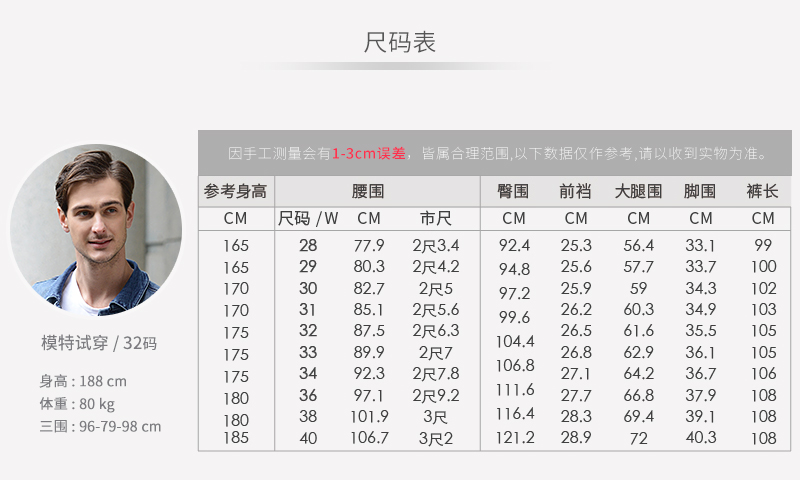 尺码表
因手工测量会有1-3cm误差，皆属合理范围,以下数据仅作参考,请以收到实物为准。
参考身高 腰围 臀围 前裆 大腿围 脚围 裤长
CM 尺码 /W CM 市尺 CM CM CM CM CM
165 28 77.9 2尺3.4 92.4 25.3 56.4 33.1 99
165 29 80.3 2尺4.2 94.8 25.6 57.7 33.7 100
170 30 82.7 2尺5 97.2 25.9 59 34.3 102
170 31 85.1 2尺5.6 99.6 26.2 60.3 34.9 103
175 32 87.5 2尺6.3 104.4 26.5 61.6 35.5 105
175 33 89.9 2尺7 106.8 26.8 62.9 36.1 105
175 34 92.3 2尺7.8 111.6 27.1 64.2 36.7 106
180 36 97.1 2尺9.2 116.4 27.7 66.8 37.9 108
180 38 101.9 3尺 121.2 28.3 69.4 39.1 108
185 40 106.7 3尺2 28.9 72 40.3 108
模特试穿 / 32码
身高 : 188 cm
体重 : 80 kg
三围 : 96-79-98 cm